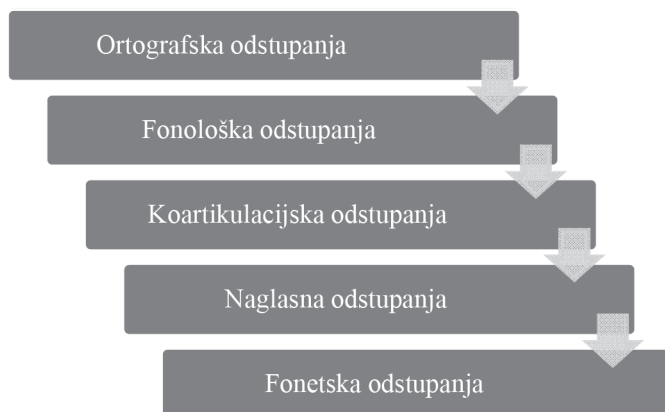 Ortografska odstupanja
Fonološka odstupanja
Koartikulacijska odstupanja
Naglasna odstupanja
Fonetska odstupanja